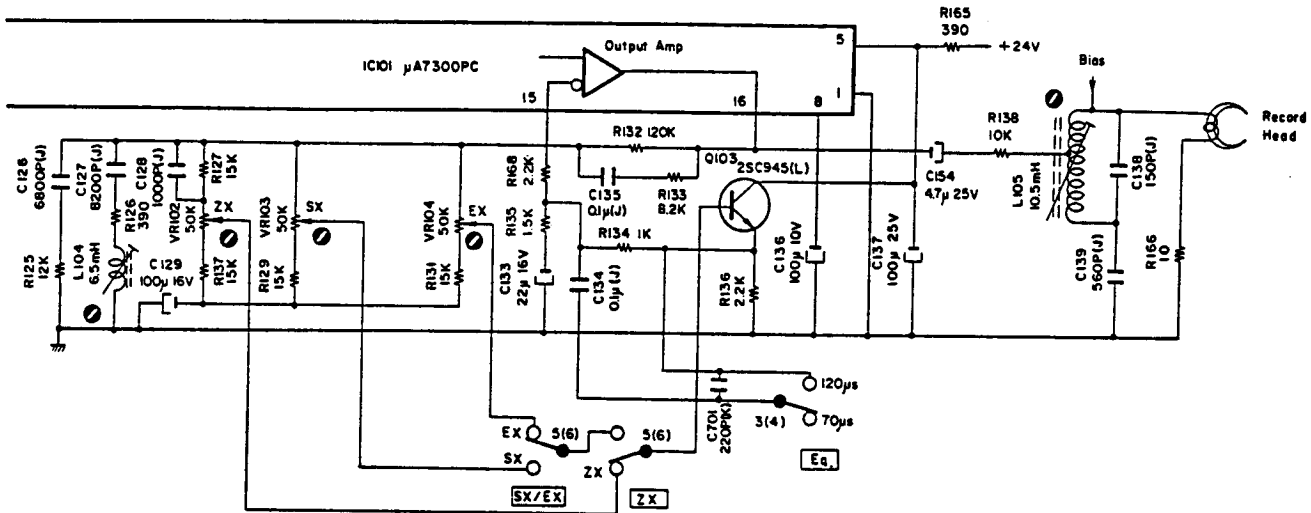 R165
390
+24V
5
Output Amp
IC101 µA7300PC
Bias
1
15
16
8
Record
Head
R138
10K
R132 120K
C126
6800P(J)
C127
8200P(J)
C128
1000P(J)
R127
15K
R168
2.2K
Q103
2SC945(L)
C154
4.7µ 25V
L105
10.5mH
C138
150P(J)
C135
0.1µ(J)
R133
8.2K
R126
390
VR102
50K
ZX
VR103
50K
SX
VR104
50K
EX
R135
1.5K
R134 1K
R125
12K
L104
6.5mH
C129
100µ 16V
R137
15K
R129
15K
R131
15K
C133
22µ 16V
C134
0.1µ(J)
R136
2.2K
C136
100µ 10V
C137
100µ 25V
C139
560P(J)
R166
10
120µs
C701
220P(K)
3(4)
70µs
EX
5(6)
5(6)
SX
ZX
Eq.
SX/EX
ZX